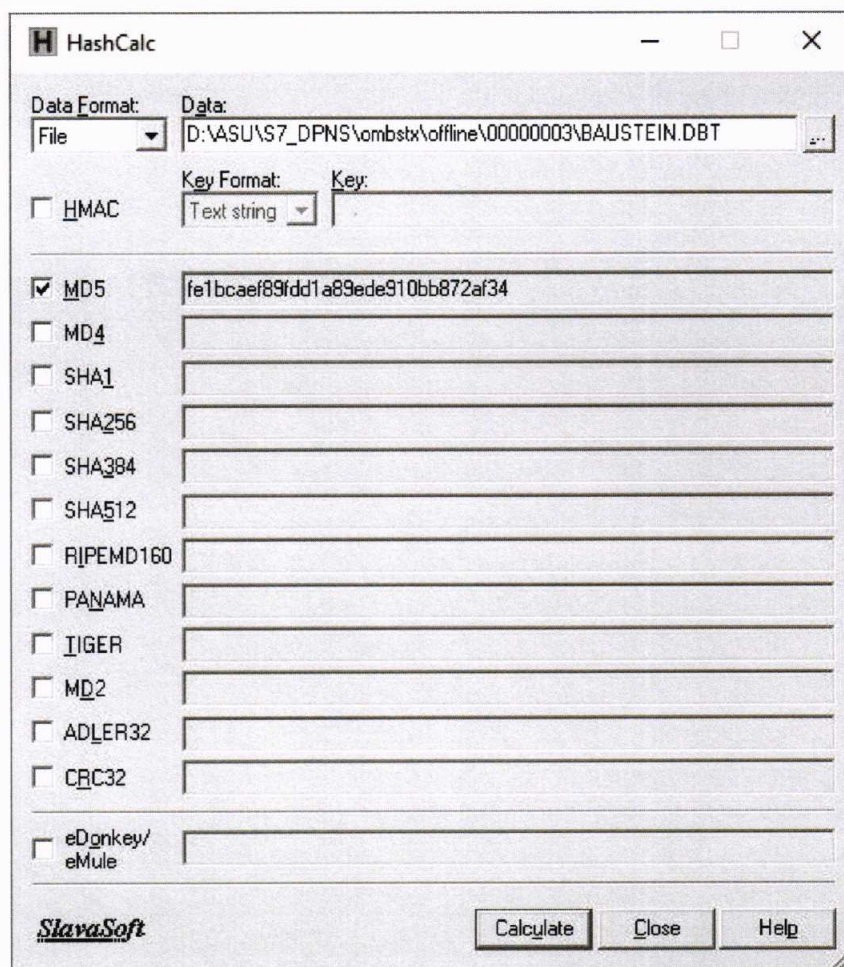 H HashCalc
Data Format: Data:
File D:\ASU\S7_DPNS\ombstx\offline\00000003\BAUSTEIN.DBT ...
Key Format: Key:
HMAC Text string
MD5 fe1bcaef89fdd1a89ede910bb872af34
MD4
SHA1
SHA256
SHA384
SHA512
RIPEMD160
PANAMA
TIGER
MD2
ADLER32
CRC32
eDonkey/
eMule
SlavaSoft Calculate Close Help